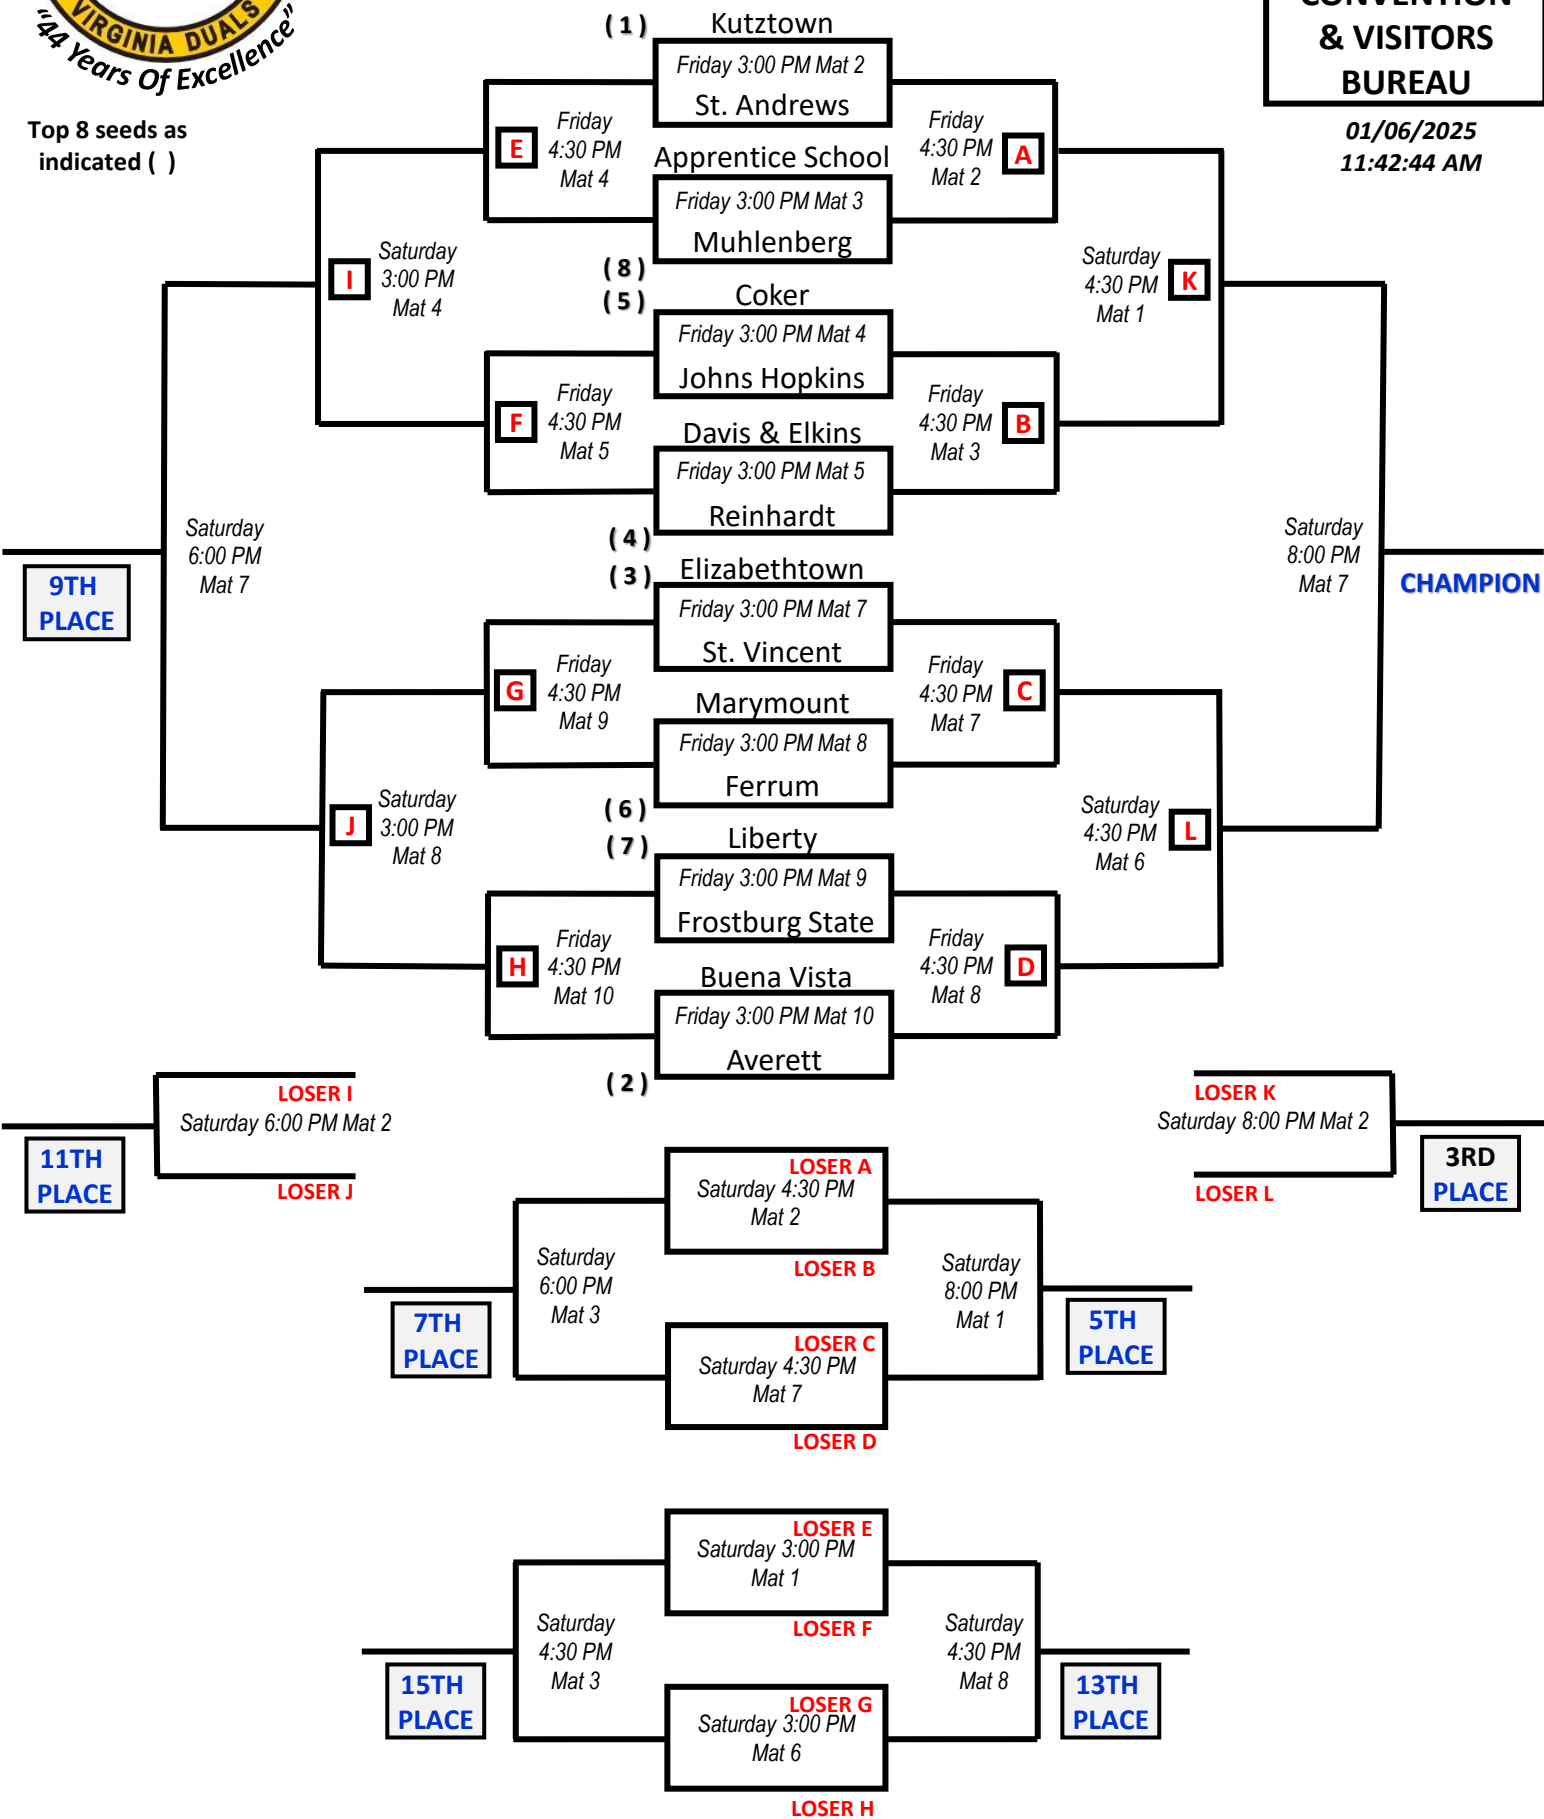 VIRGINIA DUALS
"44 Years Of Excellence"
Top 8 seeds as
indicated ( )
CONVENTION
& VISITORS
BUREAU
01/06/2025
11:42:44 AM
( 1 ) Kutztown
Friday 3:00 PM Mat 2
St. Andrews
E
Friday
4:30 PM
Mat 4
Friday
4:30 PM
Mat 2
A
Apprentice School
Friday 3:00 PM Mat 3
Muhlenberg
( 8 )
I
Saturday
3:00 PM
Mat 4
Saturday
4:30 PM
Mat 1
K
( 5 ) Coker
Friday 3:00 PM Mat 4
Johns Hopkins
F
Friday
4:30 PM
Mat 5
Friday
4:30 PM
Mat 3
B
Davis & Elkins
Friday 3:00 PM Mat 5
Reinhardt
( 4 )
Saturday
6:00 PM
Mat 7
9TH
PLACE
Saturday
8:00 PM
Mat 7
CHAMPION
( 3 ) Elizabethtown
Friday 3:00 PM Mat 7
St. Vincent
G
Friday
4:30 PM
Mat 9
Friday
4:30 PM
Mat 7
C
Marymount
Friday 3:00 PM Mat 8
Ferrum
( 6 )
J
Saturday
3:00 PM
Mat 8
Saturday
4:30 PM
Mat 6
L
( 7 ) Liberty
Friday 3:00 PM Mat 9
Frostburg State
H
Friday
4:30 PM
Mat 10
Friday
4:30 PM
Mat 8
D
Buena Vista
Friday 3:00 PM Mat 10
Averett
( 2 )
LOSER I
Saturday 6:00 PM Mat 2
LOSER J
11TH
PLACE
LOSER K
Saturday 8:00 PM Mat 2
LOSER L
3RD
PLACE
LOSER A
Saturday 4:30 PM
Mat 2
LOSER B
Saturday
6:00 PM
Mat 3
7TH
PLACE
Saturday
8:00 PM
Mat 1
5TH
PLACE
LOSER C
Saturday 4:30 PM
Mat 7
LOSER D
LOSER E
Saturday 3:00 PM
Mat 1
LOSER F
Saturday
4:30 PM
Mat 3
15TH
PLACE
Saturday
4:30 PM
Mat 8
13TH
PLACE
LOSER G
Saturday 3:00 PM
Mat 6
LOSER H